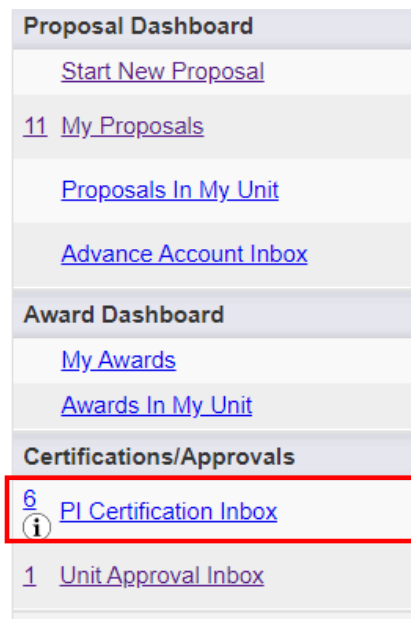 Proposal Dashboard
Start New Proposal
11 My Proposals
Proposals In My Unit
Advance Account Inbox
Award Dashboard
My Awards
Awards In My Unit
Certifications/Approvals
6 PI Certification Inbox
i
1 Unit Approval Inbox